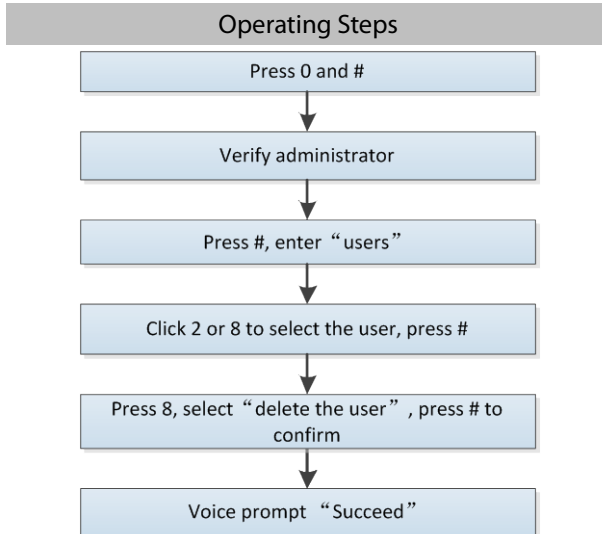 Operating Steps
Press 0 and #
Verify administrator
Press #, enter “users”
Click 2 or 8 to select the user, press #
Press 8, select “delete the user” , press # to
confirm
Voice prompt “Succeed”